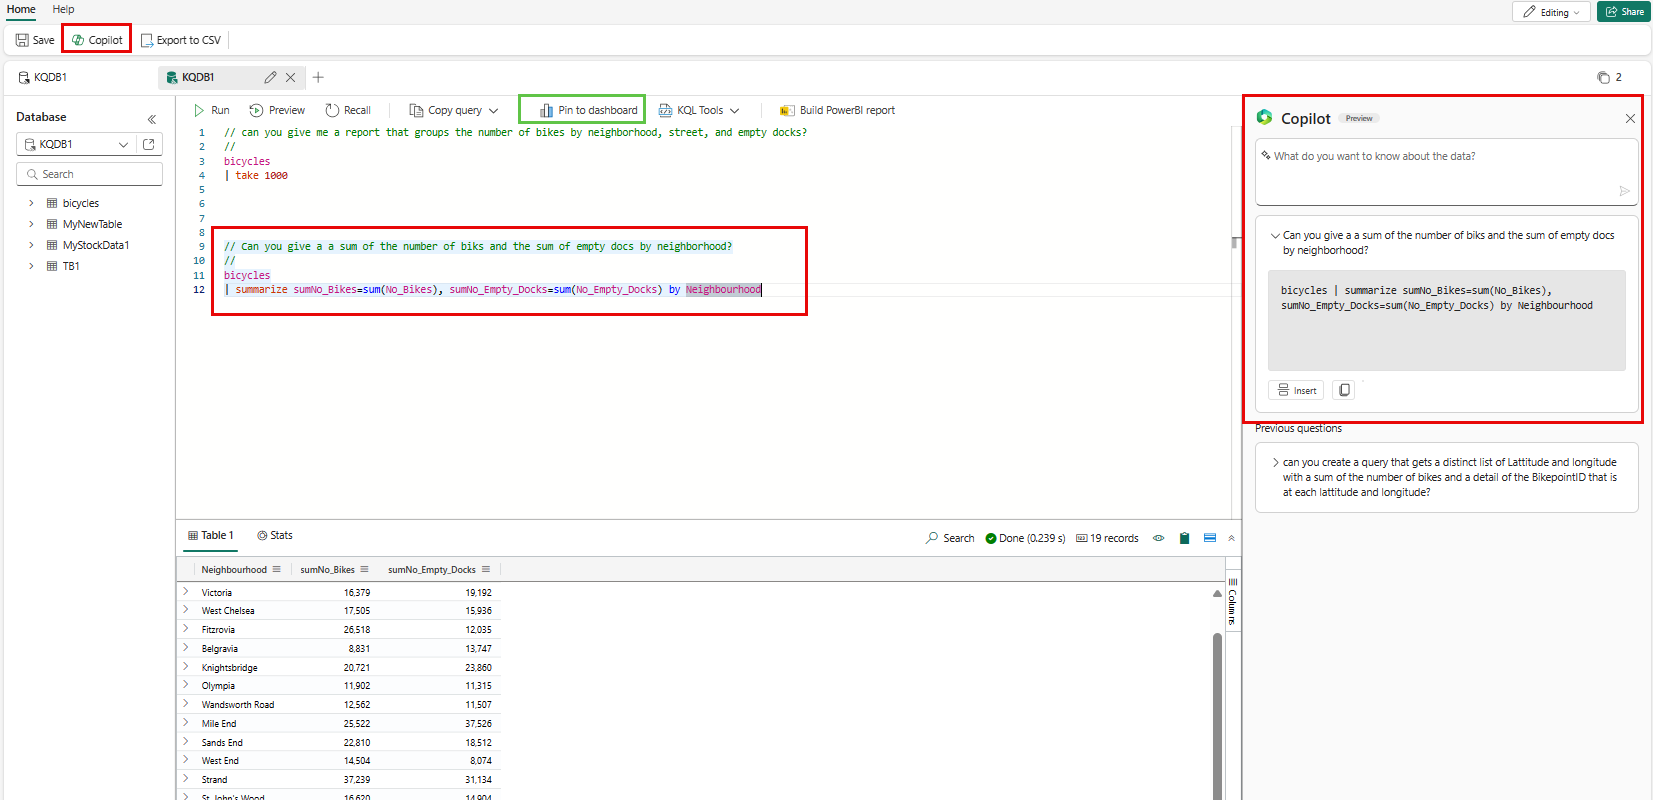 Home Help
Editing
Share
Save
Copilot
Export to CSV
KQDB1
KQDB1
2
Database
KQDB1
Search
bicycles
MyNewTable
MyStockData1
TB1
Run
Preview
Recall
Copy query
Pin to dashboard
KQL Tools
Build PowerBI report
1 // can you give me a report that groups the number of bikes by neighborhood, street, and empty docks?
2 //
3 bicycles
4 | take 1000
5
6
7
8
9 // Can you give a a sum of the number of biks and the sum of empty docs by neighborhood?
10 //
11 bicycles
12 | summarize sumNo_Bikes=sum(No_Bikes), sumNo_Empty_Docks=sum(No_Empty_Docks) by Neighbourhood
Copilot Preview
What do you want to know about the data?
Can you give a a sum of the number of biks and the sum of empty docs
by neighborhood?
bicycles | summarize sumNo_Bikes=sum(No_Bikes),
sumNo_Empty_Docks=sum(No_Empty_Docks) by Neighbourhood
Insert
Previous questions
can you create a query that gets a distinct list of Lattitude and longitude
with a sum of the number of bikes and a detail of the BikepointID that is
at each lattitude and longitude?
Table 1
Stats
Search
Done (0.239 s)
19 records
Neighbourhood sumNo_Bikes sumNo_Empty_Docks
Victoria 16,379 19,192
West Chelsea 17,505 15,936
Fitzrovia 26,518 12,035
Belgravia 8,831 13,747
Knightsbridge 20,721 23,860
Olympia 11,902 11,315
Wandsworth Road 12,562 11,507
Mile End 25,522 37,526
Sands End 22,810 18,512
West End 14,504 8,074
Strand 37,239 31,134
St. John's Wood 16,620 14,904
Columns